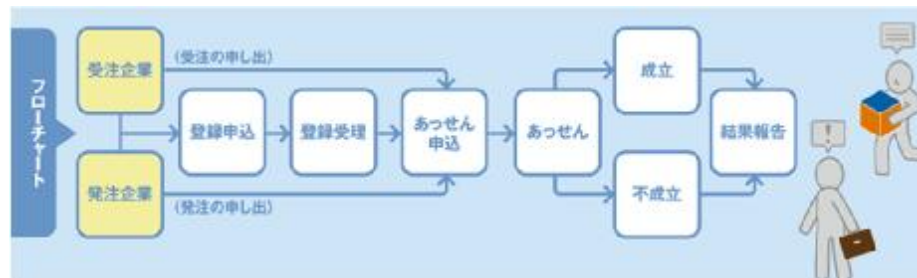 フローチャート
受注企業
(受注の申し出)
登録申込
登録受理
あっせん
申込
あっせん
成立
不成立
結果報告
発注企業
(発注の申し出)
!